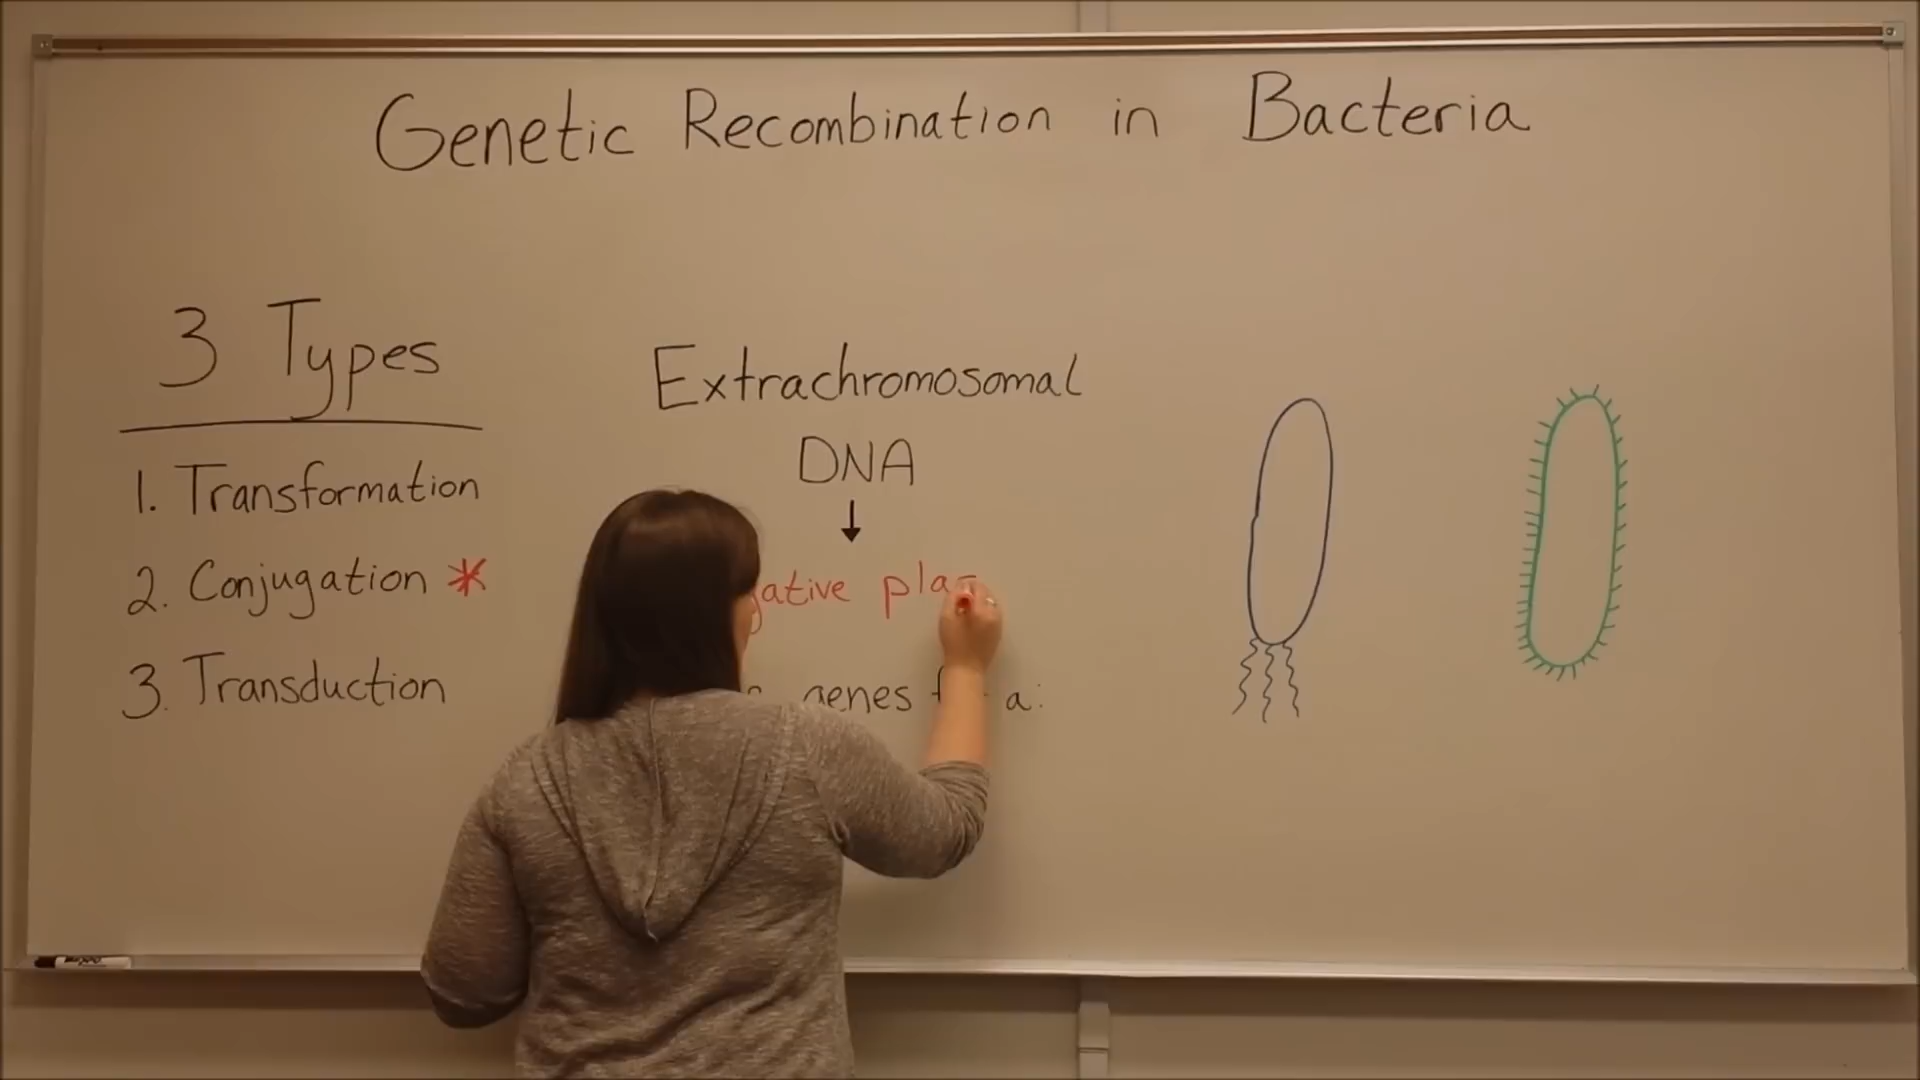 Genetic Recombination in Bacteria
3 Types
1. Transformation
2. Conjugation *
3. Transduction
Extrachromosomal
DNA
↓
gative pla
genes a: